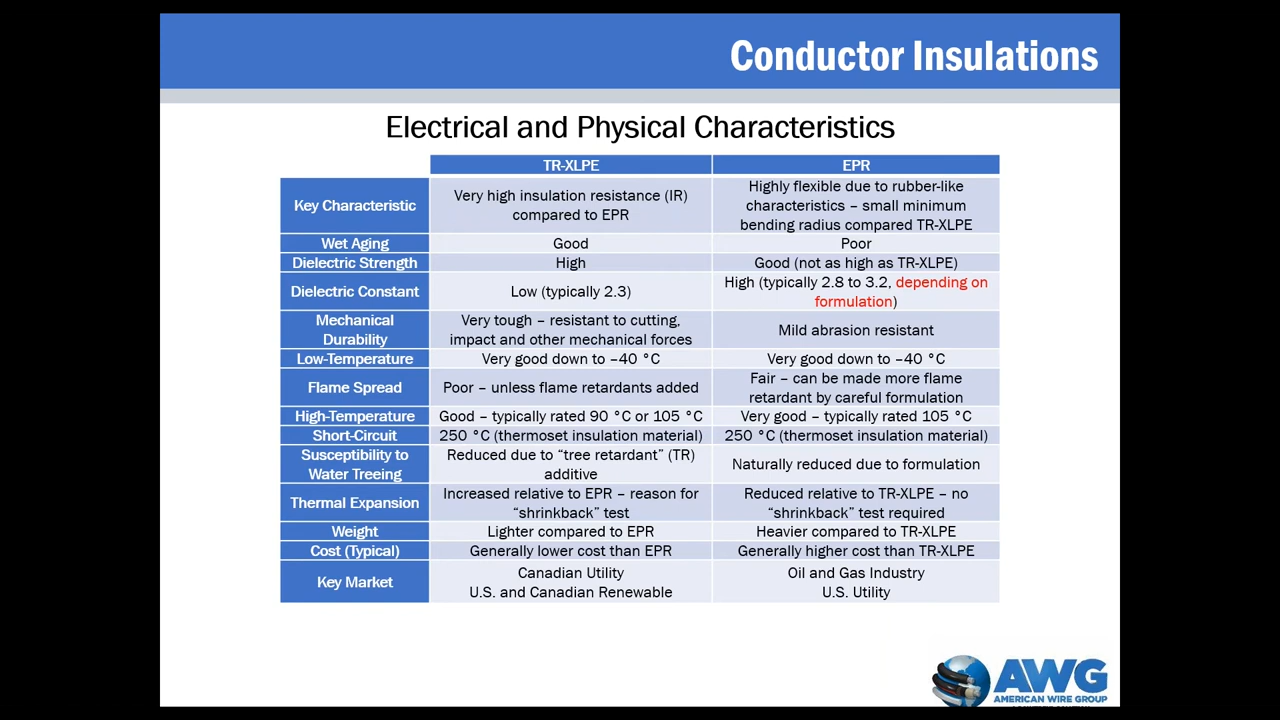 Conductor Insulations
Electrical and Physical Characteristics
TR-XLPE
EPR
Key Characteristic
Very high insulation resistance (IR)
compared to EPR
Highly flexible due to rubber-like
characteristics – small minimum
bending radius compared TR-XLPE
Wet Aging
Good
Poor
Dielectric Strength
High
Good (not as high as TR-XLPE)
Dielectric Constant
Low (typically 2.3)
High (typically 2.8 to 3.2, depending on
formulation)
Mechanical
Durability
Very tough – resistant to cutting,
impact and other mechanical forces
Mild abrasion resistant
Low-Temperature
Very good down to –40 °C
Very good down to –40 °C
Flame Spread
Poor – unless flame retardants added
Fair – can be made more flame
retardant by careful formulation
High-Temperature
Good – typically rated 90 °C or 105 °C
Very good – typically rated 105 °C
Short-Circuit
250 °C (thermoset insulation material)
250 °C (thermoset insulation material)
Susceptibility to
Water Treeing
Reduced due to “tree retardant” (TR)
additive
Naturally reduced due to formulation
Thermal Expansion
Increased relative to EPR – reason for
“shrinkback” test
Reduced relative to TR-XLPE – no
“shrinkback” test required
Weight
Lighter compared to EPR
Heavier compared to TR-XLPE
Cost (Typical)
Generally lower cost than EPR
Generally higher cost than TR-XLPE
Key Market
Canadian Utility
U.S. and Canadian Renewable
Oil and Gas Industry
U.S. Utility
AWG
AMERICAN WIRE GROUP